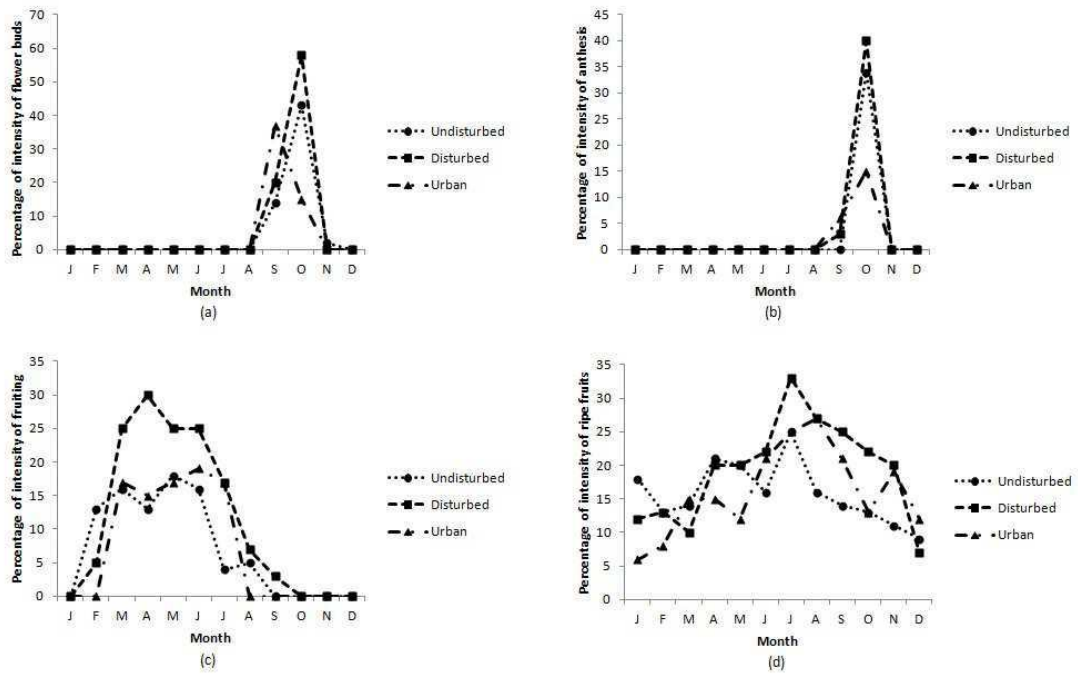 Percentage of intensity of flower buds
70
60
50
40
30
20
10
0
J F M A M J J A S O N D
Month
(a)
Undisturbed
Disturbed
Urban
Percentage of intensity of anthesis
45
40
35
30
25
20
15
10
5
0
J F M A M J J A S O N D
Month
(b)
Undisturbed
Disturbed
Urban
Percentage of intensity of fruiting
35
30
25
20
15
10
5
0
J F M A M J J A S O N D
Month
(c)
Undisturbed
Disturbed
Urban
Percentage of intensity of ripe fruits
35
30
25
20
15
10
5
0
J F M A M J J A S O N D
Month
(d)
Undisturbed
Disturbed
Urban